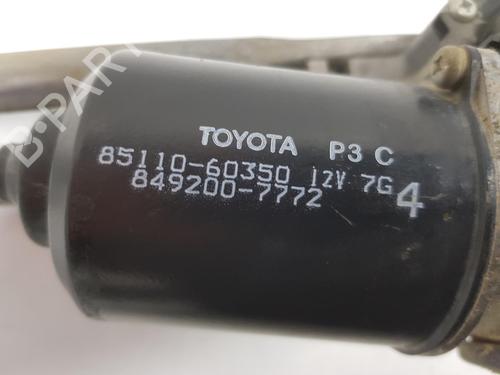 TOYOTA P3 C
85110-60350 12V 7G 4
849200-7772
B-PARTS